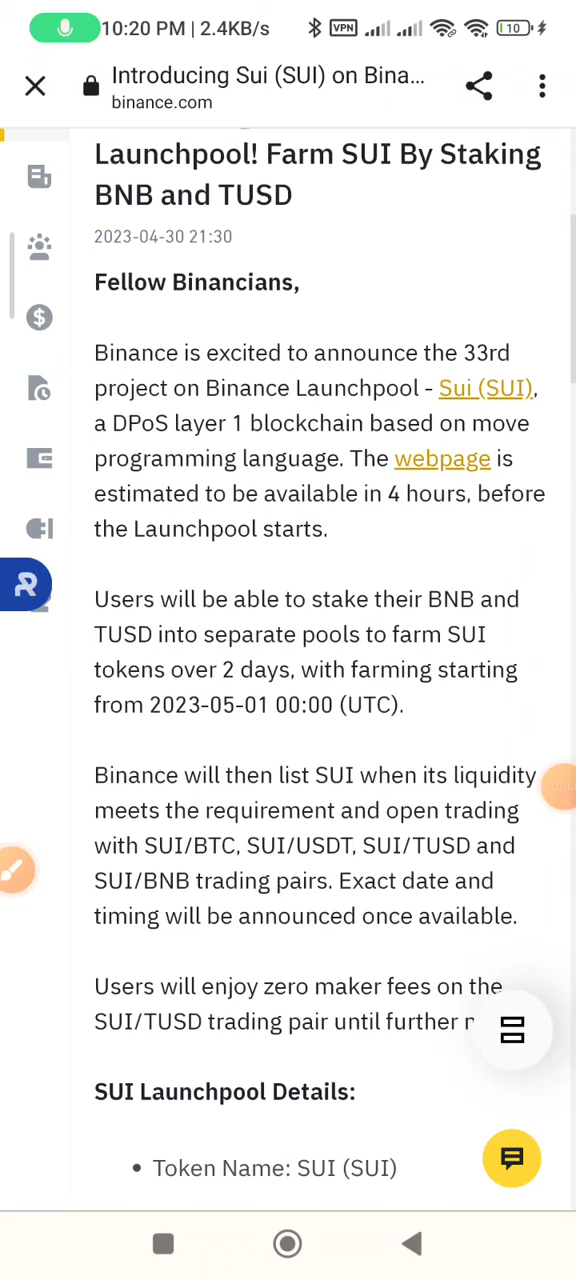 10:20 PM | 2.4KB/s
VPN
10
Introducing Sui (SUI) on Bina...
binance.com
Launchpool! Farm SUI By Staking
BNB and TUSD
2023-04-30 21:30
Fellow Binancians,
Binance is excited to announce the 33rd
project on Binance Launchpool - Sui (SUI),
a DPoS layer 1 blockchain based on move
programming language. The webpage is
estimated to be available in 4 hours, before
the Launchpool starts.
Users will be able to stake their BNB and
TUSD into separate pools to farm SUI
tokens over 2 days, with farming starting
from 2023-05-01 00:00 (UTC).
Binance will then list SUI when its liquidity
meets the requirement and open trading
with SUI/BTC, SUI/USDT, SUI/TUSD and
SUI/BNB trading pairs. Exact date and
timing will be announced once available.
Users will enjoy zero maker fees on the
SUI/TUSD trading pair until further
SUI Launchpool Details:
• Token Name: SUI (SUI)